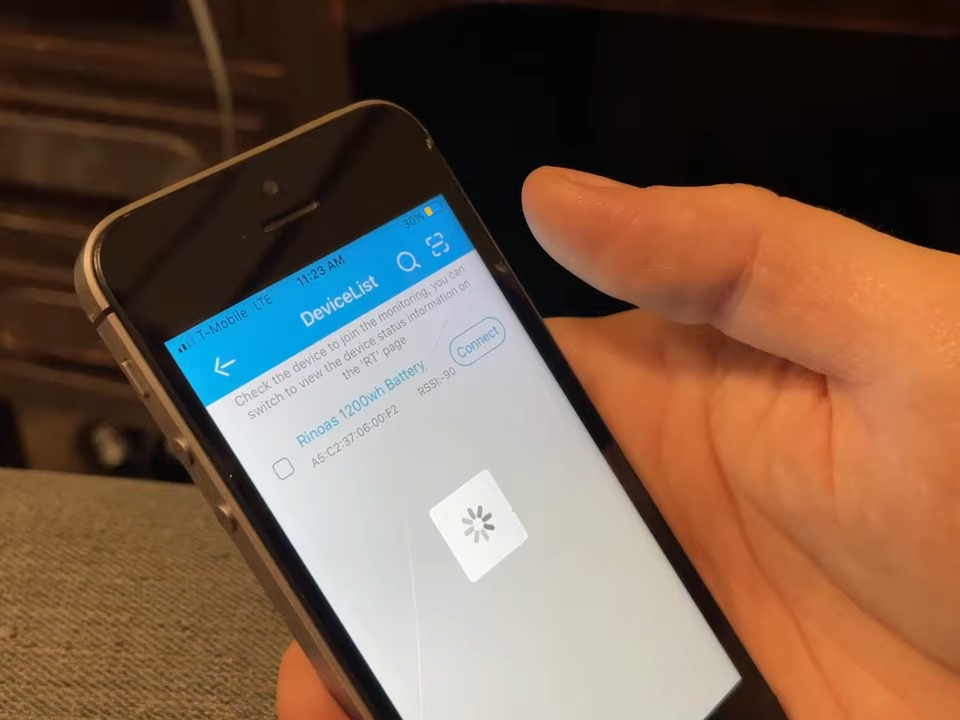 T-Mobile LTE 11:23 AM 30%
DeviceList
Check the device to join the monitoring, you can
switch to view the device status information on
the 'RT' page
Rinoas 1200wh Battery
Connect
A5:C2:37:06:00:F2 RSSI:-90